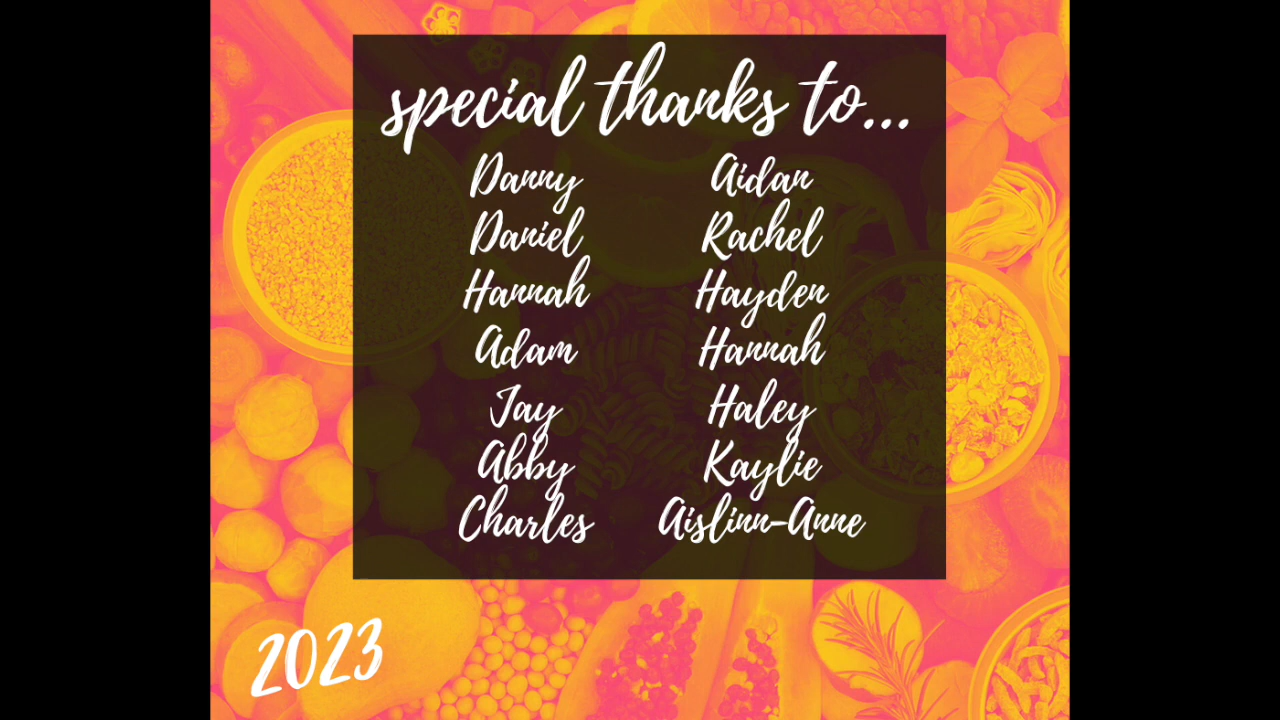 special thanks to...
Danny
Daniel
Hannah
Adam
Jay
Abby
Charles
Aidan
Rachel
Hayden
Hannah
Haley
Kaylie
Aislinn-Anne
2023